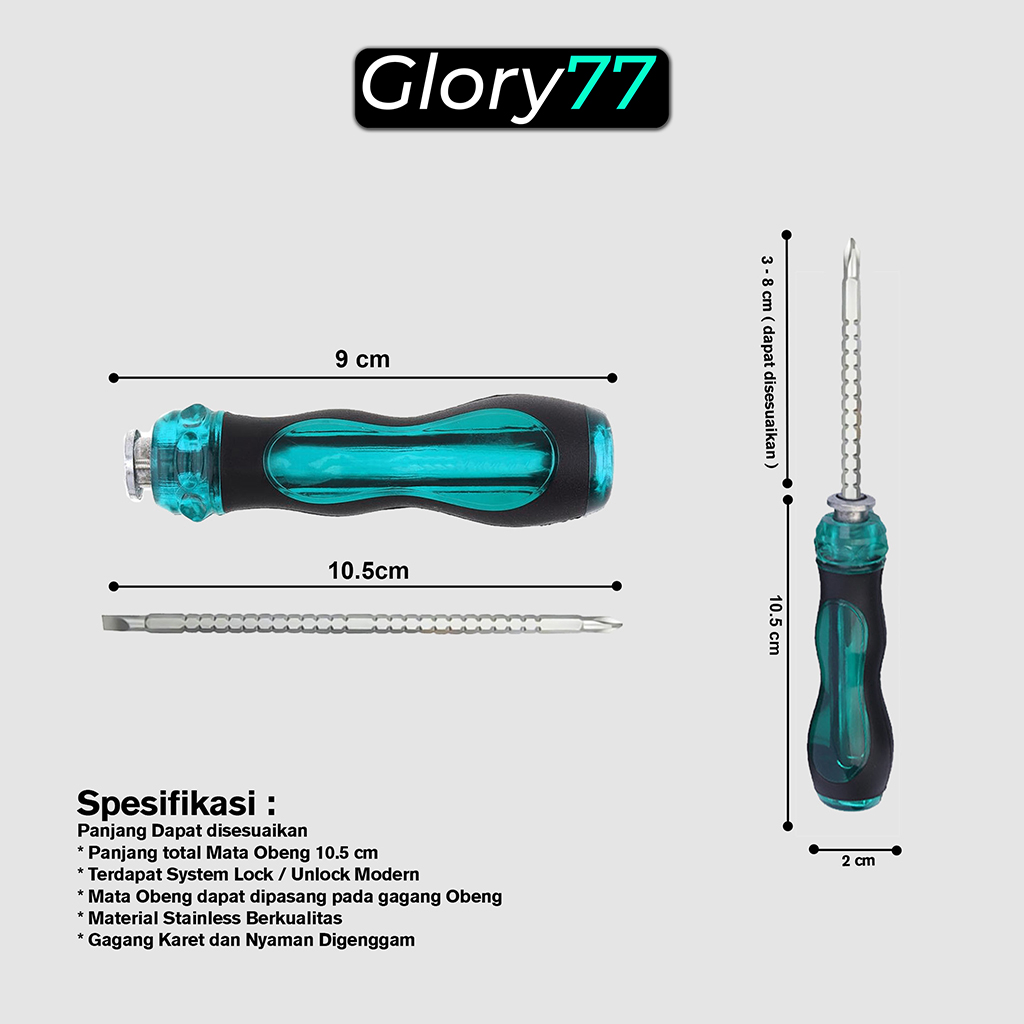 Glory77
9 cm
10.5cm
3 - 8 cm ( dapat disesuaikan )
10.5 cm
2 cm
Spesifikasi :
Panjang Dapat disesuaikan
* Panjang total Mata Obeng 10.5 cm
* Terdapat System Lock / Unlock Modern
* Mata Obeng dapat dipasang pada gagang Obeng
* Material Stainless Berkualitas
* Gagang Karet dan Nyaman Digenggam